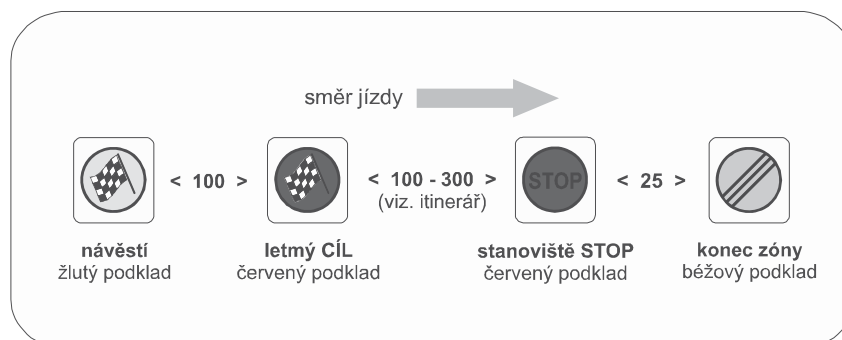 směr jízdy
< 100 >
< 100 - 300 >
(viz. itinerář)
STOP
< 25 >
návěstí
žlutý podklad
letmý CÍL
červený podklad
stanoviště STOP
červený podklad
konec zóny
béžový podklad